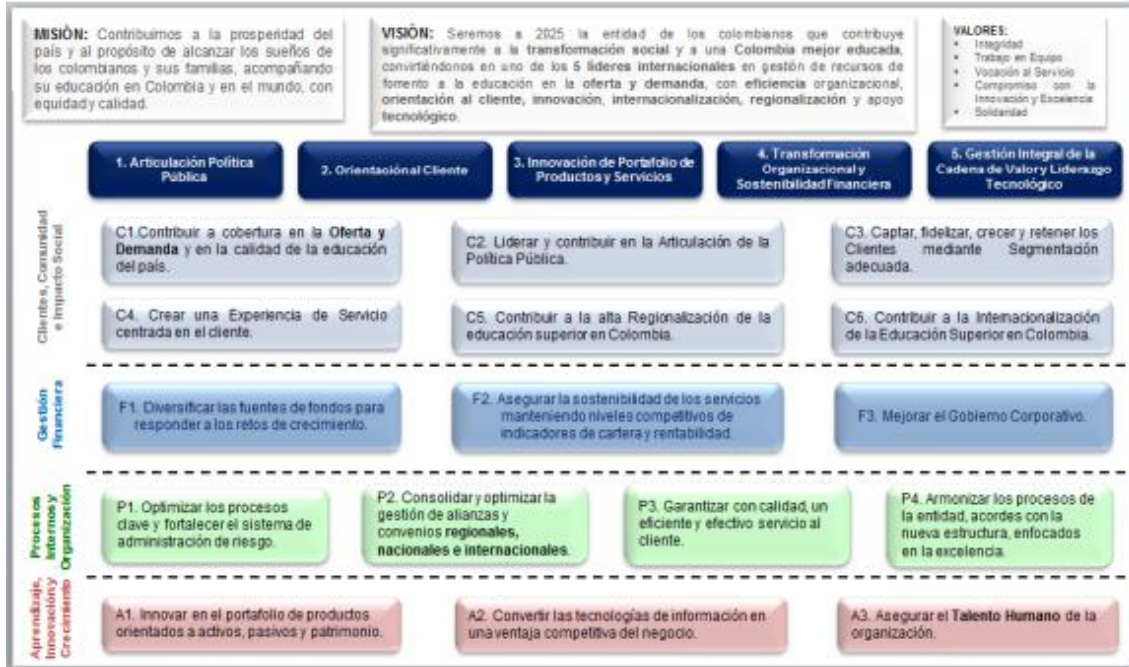 MISIÓN: Contribuimos a la prosperidad del
país y al propósito de alcanzar los sueños de
los colombianos y sus familias, acompañando
su educación en Colombia y en el mundo, con
equidad y calidad.
VISIÓN: Seremos a 2025 la entidad de los colombianos que contribuye
significativamente a la transformación social y a una Colombia mejor educada,
convirtiéndonos en uno de los 5 líderes internacionales en gestión de recursos de
fomento a la educación en la oferta y demanda, con eficiencia organizacional,
orientación al cliente, innovación, internacionalización, regionalización y apoyo
tecnológico.
VALORES:
Integridad
Trabajo en Equipo
Vocación al Servicio
Compromiso con la
Innovación y Excelencia
Solidaridad
1. Articulación Política
Pública
2. Orientación al Cliente
3. Innovación de Portafolio de
Productos y Servicios
4. Transformación
Organizacional y
Sostenibilidad Financiera
5. Gestión Integral de la
Cadena de Valor y Liderazgo
Tecnológico
Clientes, Comunidad
e Impacto Social
C1.Contribuir a cobertura en la Oferta y
Demanda y en la calidad de la educación
del país.
C2. Liderar y contribuir en la Articulación de la
Política Pública.
C3. Captar, fidelizar, crecer y retener los
Clientes mediante Segmentación
adecuada.
C4. Crear una Experiencia de Servicio
centrada en el cliente.
C5. Contribuir a la alta Regionalización de la
educación superior en Colombia.
C6. Contribuir a la Internacionalización
de la Educación Superior en Colombia.
Gestión
Financiera
F1. Diversificar las fuentes de fondos para
responder a los retos de crecimiento.
F2. Asegurar la sostenibilidad de los servicios
manteniendo niveles competitivos de
indicadores de cartera y rentabilidad.
F3. Mejorar el Gobierno Corporativo.
Procesos
Internos y
Organización
P1. Optimizar los procesos
clave y fortalecer el sistema de
administración de riesgo.
P2. Consolidar y optimizar la
gestión de alianzas y
convenios regionales,
nacionales e internacionales.
P3. Garantizar con calidad, un
eficiente y efectivo servicio al
cliente.
P4. Armonizar los procesos de
la entidad, acordes con la
nueva estructura, enfocados
en la excelencia.
Aprendizaje,
Innovación y
Crecimiento
A1. Innovar en el portafolio de productos
orientados a activos, pasivos y patrimonio.
A2. Convertir las tecnologías de información en
una ventaja competitiva del negocio.
A3. Asegurar el Talento Humano de la
organización.